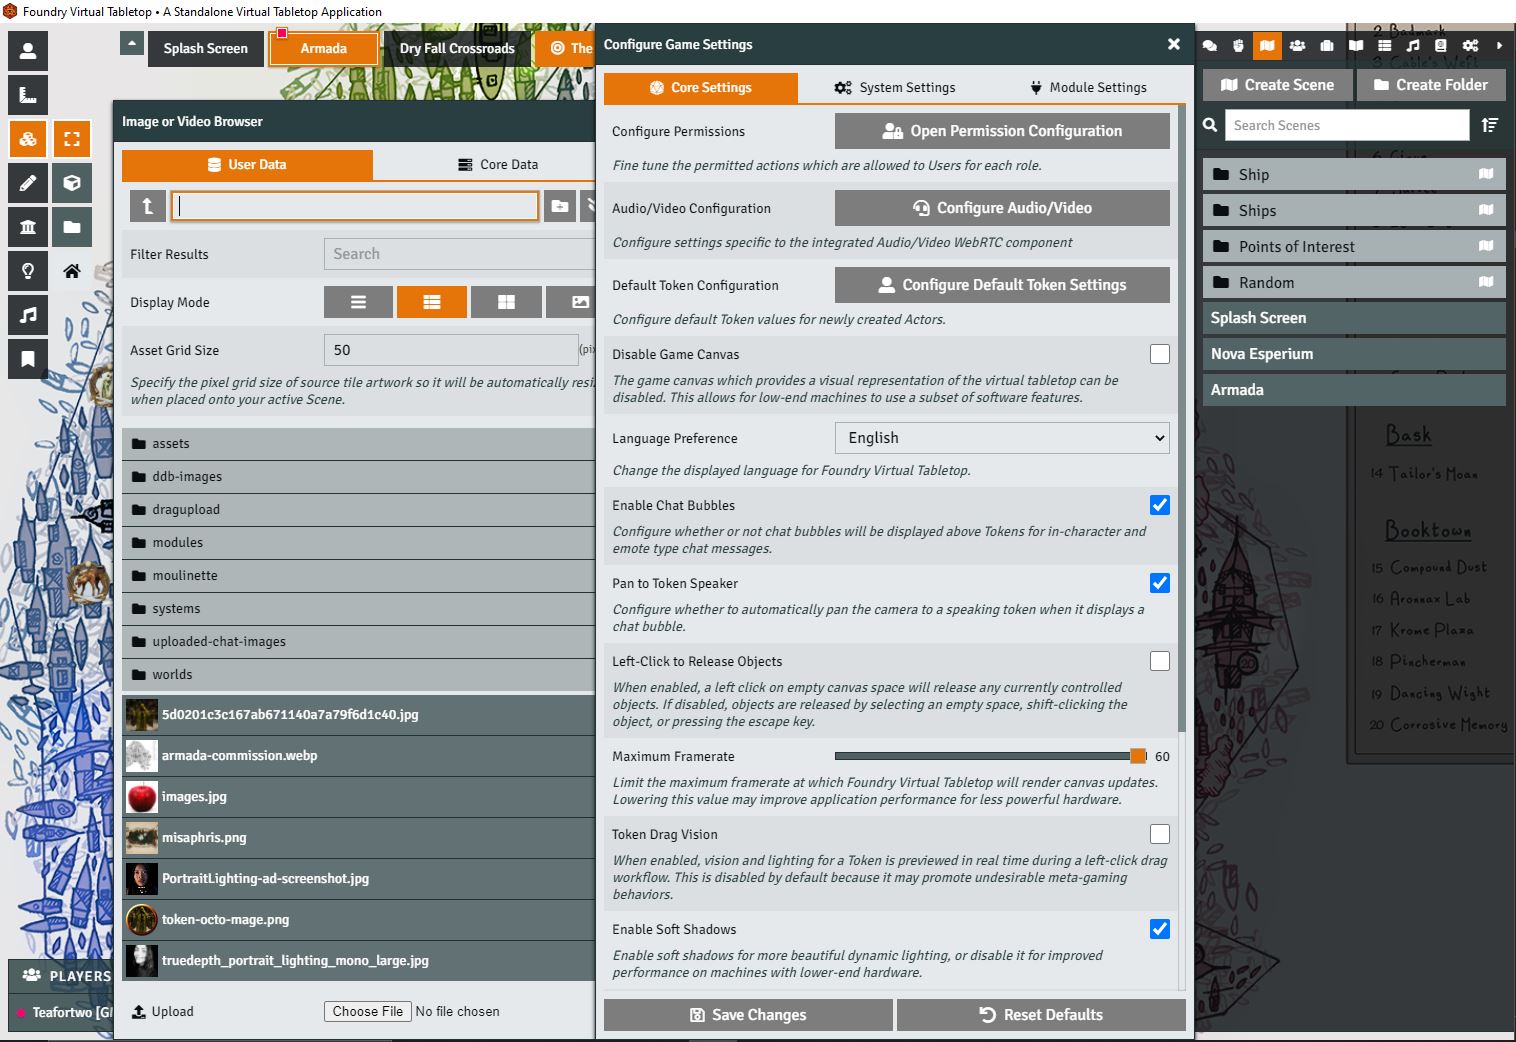 Foundry Virtual Tabletop • A Standalone Virtual Tabletop Application
Splash Screen
Armada
Dry Fall Crossroads
The
Image or Video Browser
User Data
Core Data
Filter Results
Search
Display Mode
Asset Grid Size
50
Specify the pixel grid size of source tile artwork so it will be automatically
when placed onto your active Scene.
assets
ddb-images
dragupload
modules
moulinette
systems
uploaded-chat-images
worlds
5d0201c3c167ab671140a7a79f6d1c40.jpg
armada-commission.webp
images.jpg
misaphris.png
PortraitLighting-ad-screenshot.jpg
token-octo-mage.png
truedepth_portrait_lighting_mono_large.jpg
Upload
Choose File No file chosen
PLAYERS
Teafortwo
Configure Game Settings
Core Settings
System Settings
Module Settings
Configure Permissions
Open Permission Configuration
Fine tune the permitted actions which are allowed to Users for each role.
Audio/Video Configuration
Configure Audio/Video
Configure settings specific to the integrated Audio/Video WebRTC component
Default Token Configuration
Configure Default Token Settings
Configure default Token values for newly created Actors.
Disable Game Canvas
The game canvas which provides a visual representation of the virtual tabletop can be
disabled. This allows for low-end machines to use a subset of software features.
Language Preference
English
Change the displayed language for Foundry Virtual Tabletop.
Enable Chat Bubbles
Configure whether or not chat bubbles will be displayed above Tokens for in-character and
emote type chat messages.
Pan to Token Speaker
Configure whether to automatically pan the camera to a speaking token when it displays a
chat bubble.
Left-Click to Release Objects
When enabled, a left click on empty canvas space will release any currently controlled
objects. If disabled, objects are released by selecting an empty space, shift-clicking the
object, or pressing the escape key.
Maximum Framerate
60
Limit the maximum framerate at which Foundry Virtual Tabletop will render canvas updates.
Lowering this value may improve application performance for less powerful hardware.
Token Drag Vision
When enabled, vision and lighting for a Token is previewed in real time during a left-click drag
workflow. This is disabled by default because it may promote undesirable meta-gaming
behaviors.
Enable Soft Shadows
Enable soft shadows for more beautiful dynamic lighting, or disable it for improved
performance on machines with lower-end hardware.
Save Changes
Reset Defaults
2 Badmark
Create Scene
Create Folder
Search Scenes
Ship
Ships
Points of Interest
Random
Splash Screen
Nova Esperium
Armada
Bask
14 Tailor's Moan
Booktown
15 Compound Dust
16 Aronnax Lab
17 Krome Plaza
18 Pincherman
19 Dancing Wight
20 Corrosive Memory
20